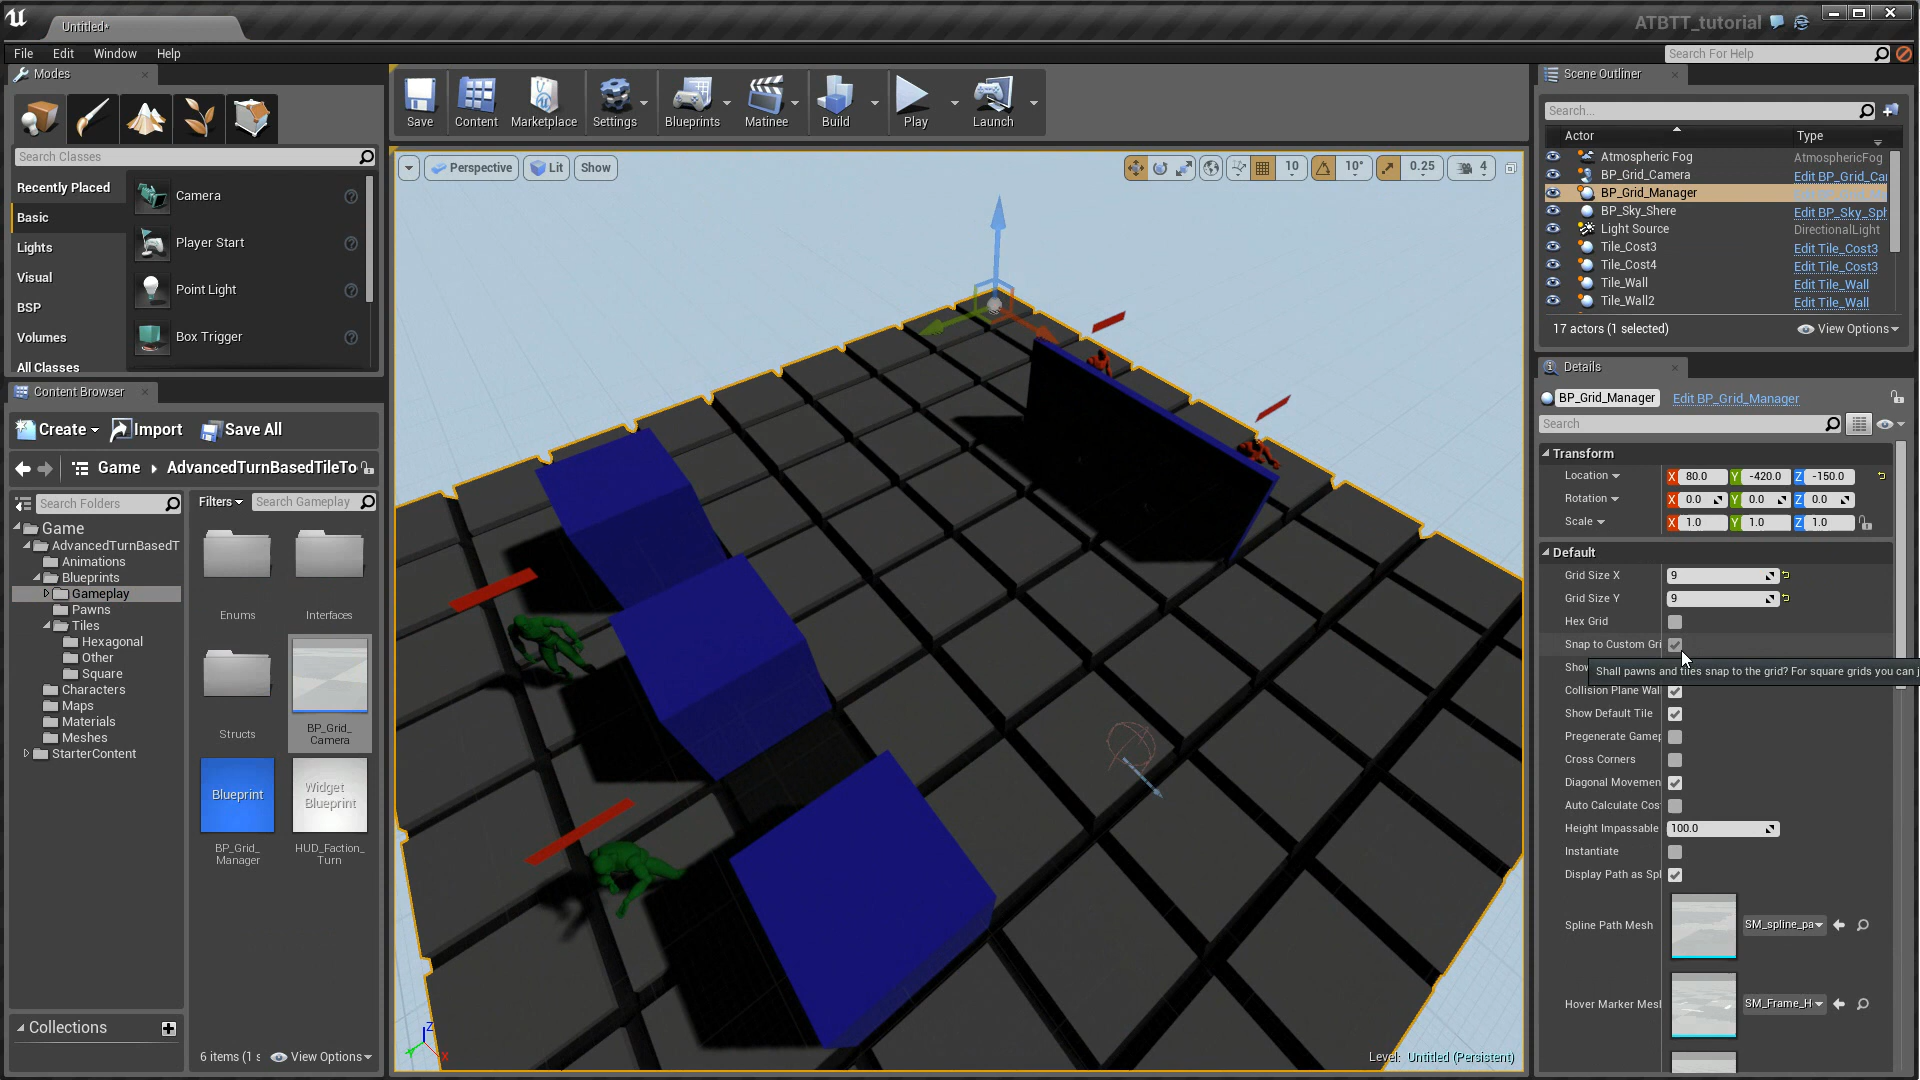 Untitled*
ATBTT_tutorial
File Edit Window Help
Search For Help
Modes
Search Classes
Recently Placed
Basic
Lights
Visual
BSP
Volumes
All Classes
Camera
Player Start
Point Light
Box Trigger
Save
Content
Marketplace
Settings
Blueprints
Matinee
Build
Play
Launch
Perspective
Lit
Show
10
10°
0.25
4
Level: Untitled (Persistent)
Z
X
Content Browser
Create
Import
Save All
Game
AdvancedTurnBasedTileTo
Search Folders
Filters
Search Gameplay
Game
AdvancedTurnBasedT
Animations
Blueprints
Gameplay
Pawns
Tiles
Hexagonal
Other
Square
Characters
Maps
Materials
Meshes
StarterContent
Enums
Interfaces
Structs
BP_Grid_
Camera
Blueprint
BP_Grid_
Manager
Widget
Blueprint
HUD_Faction_
Turn
Collections
6 items (1 s
View Options
Scene Outliner
Search...
Actor Type
Atmospheric Fog AtmosphericFog
BP_Grid_Camera Edit BP_Grid_Ca
BP_Grid_Manager
BP_Sky_Shere Edit BP_Sky_Sph
Light Source DirectionalLight
Tile_Cost3 Edit Tile_Cost3
Tile_Cost4 Edit Tile_Cost3
Tile_Wall Edit Tile_Wall
Tile_Wall2 Edit Tile_Wall
17 actors (1 selected)
View Options
Details
BP_Grid_Manager Edit BP_Grid_Manager
Search
Transform
Location X 80.0 Y -420.0 Z -150.0
Rotation X 0.0 Y 0.0 Z 0.0
Scale X 1.0 Y 1.0 Z 1.0
Default
Grid Size X 9
Grid Size Y 9
Hex Grid
Snap to Custom Gri
Sho
Shall pawns and tiles snap to the grid? For square grids you can j
Collision Plane Wal
Show Default Tile
Pregenerate Gamep
Cross Corners
Diagonal Movemen
Auto Calculate Cos
Height Impassable 100.0
Instantiate
Display Path as Spl
Spline Path Mesh SM_spline_pa
Hover Marker Mesh SM_Frame_H